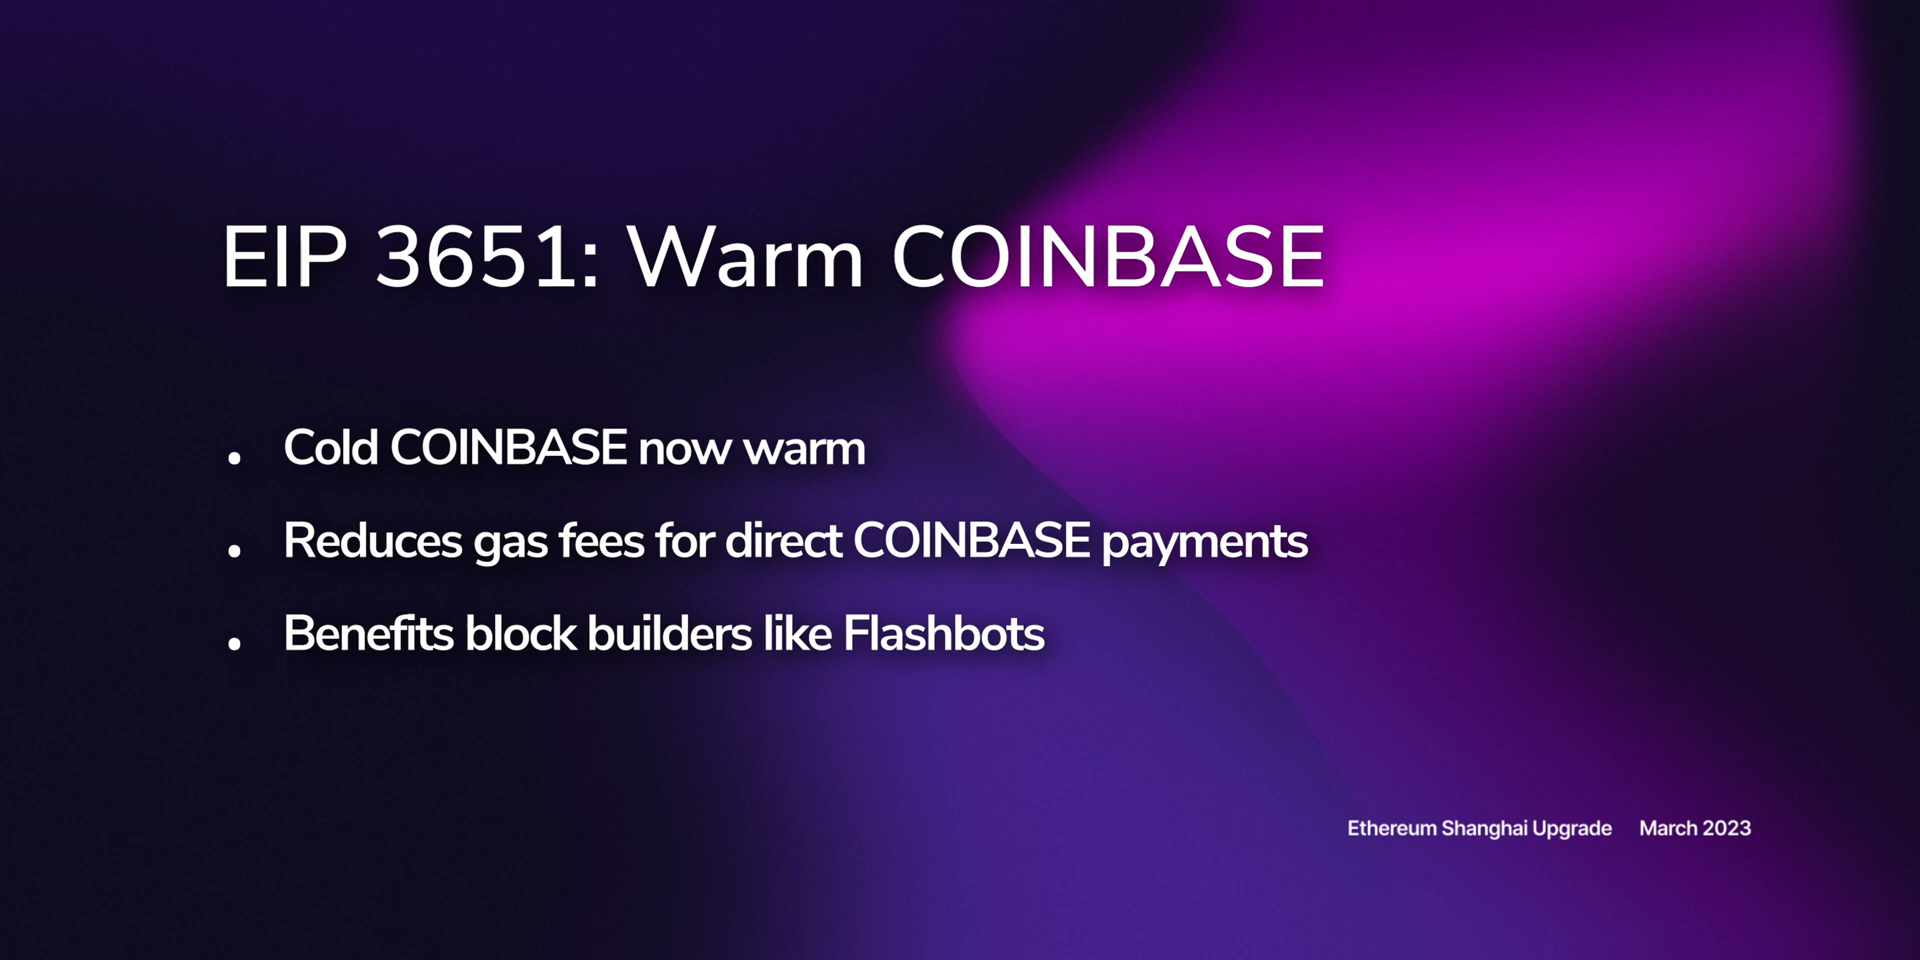 EIP 3651: Warm COINBASE
. Cold COINBASE now warm
. Reduces gas fees for direct COINBASE payments
. Benefits block builders like Flashbots
Ethereum Shanghai Upgrade March 2023